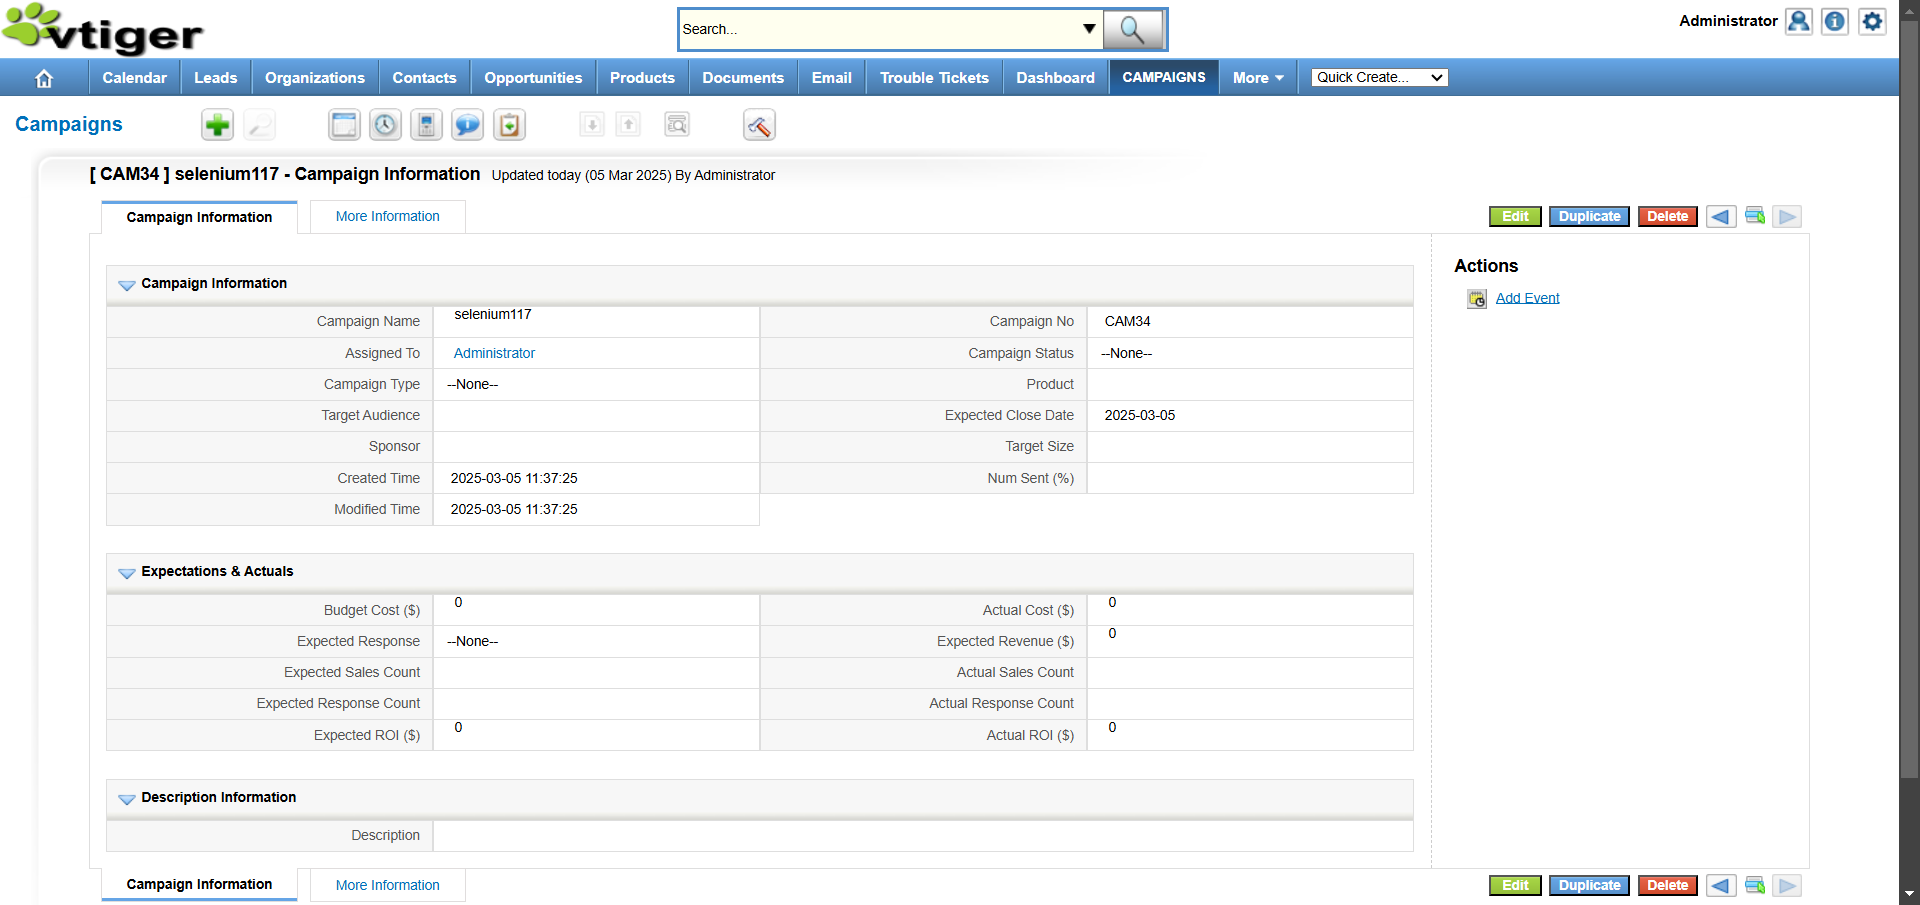 vtiger
Search...
Administrator
Calendar Leads Organizations Contacts Opportunities Products Documents Email Trouble Tickets Dashboard CAMPAIGNS More Quick Create...
Campaigns
[ CAM34 ] selenium117 - Campaign Information Updated today (05 Mar 2025) By Administrator
Campaign Information More Information Edit Duplicate Delete
Actions
Add Event
Campaign Information
Campaign Name selenium117 Campaign No CAM34
Assigned To Administrator Campaign Status --None--
Campaign Type --None-- Product
Target Audience Expected Close Date 2025-03-05
Sponsor Target Size
Created Time 2025-03-05 11:37:25 Num Sent (%)
Modified Time 2025-03-05 11:37:25
Expectations & Actuals
Budget Cost ($) 0 Actual Cost ($) 0
Expected Response --None-- Expected Revenue ($) 0
Expected Sales Count Actual Sales Count
Expected Response Count Actual Response Count
Expected ROI ($) 0 Actual ROI ($) 0
Description Information
Description
Campaign Information More Information Edit Duplicate Delete